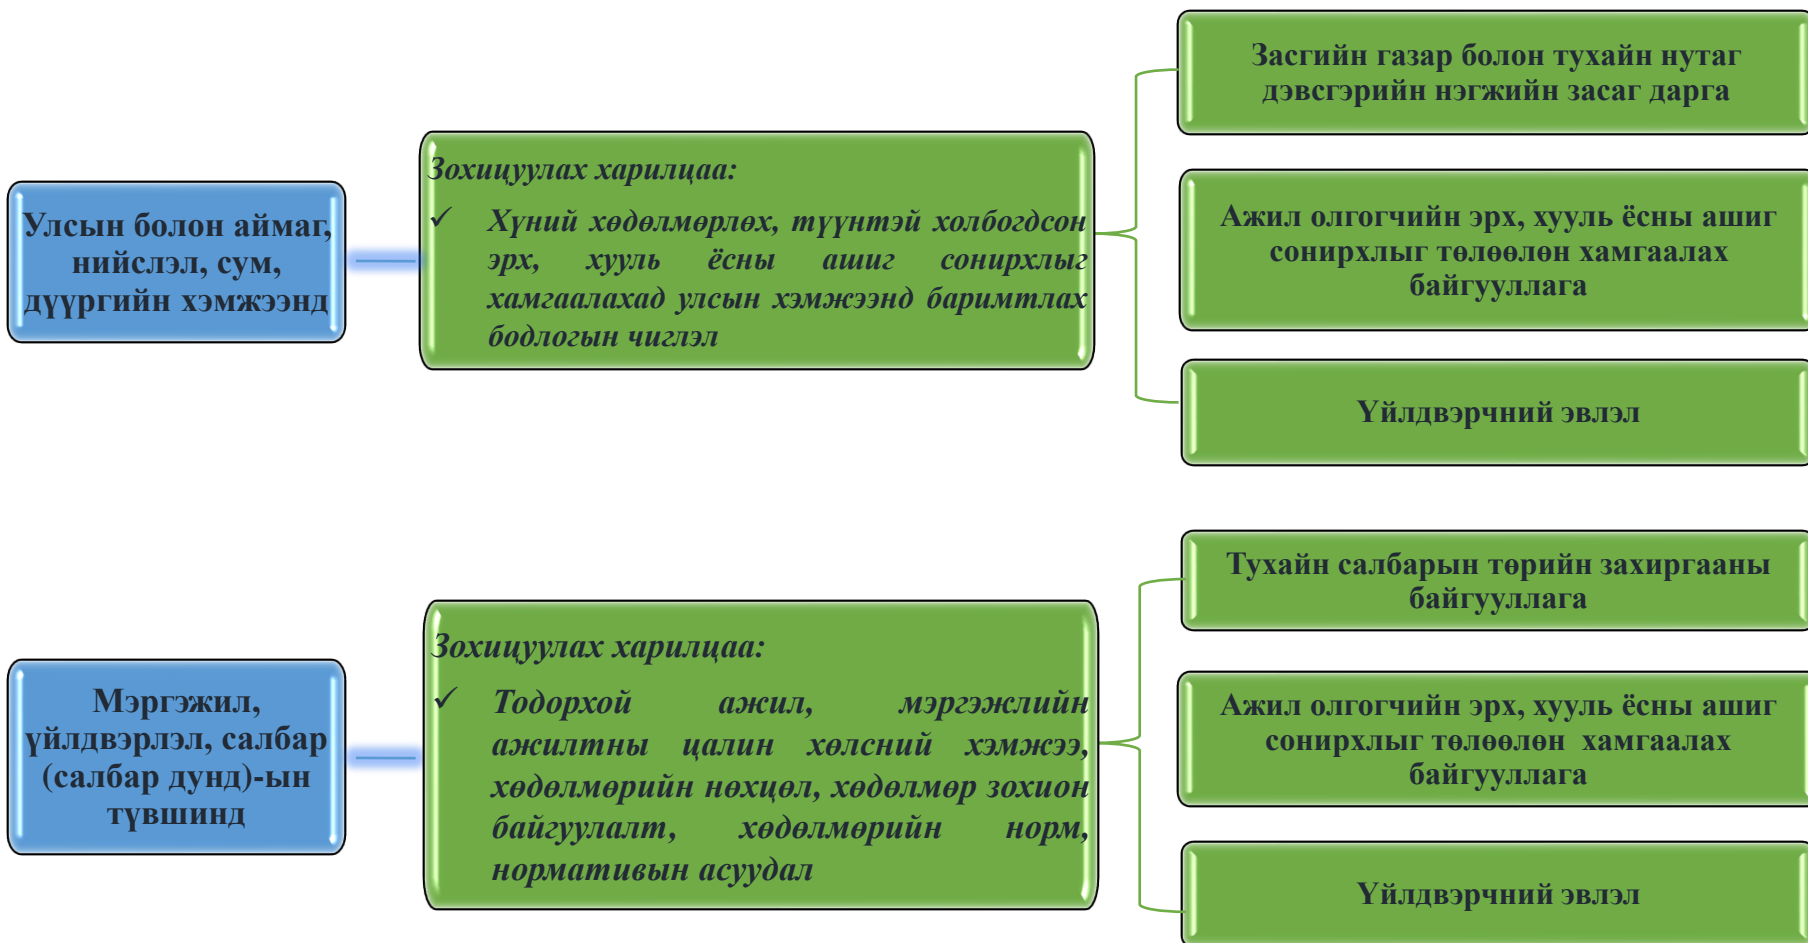 Улсын болон аймаг,
нийслэл, сум,
дүүргийн хэмжээнд
Зохицуулах харилцаа:
✓ Хүний хөдөлмөрлөх, түүнтэй холбогдсон
эрх, хууль ёсны ашиг сонирхлыг
хамгаалахад улсын хэмжээнд баримтлах
бодлогын чиглэл
Засгийн газар болон тухайн нутаг
дэвсгэрийн нэгжийн засаг дарга
Ажил олгогчийн эрх, хууль ёсны ашиг
сонирхлыг төлөөлөн хамгаалах
байгууллага
Үйлдвэрчний эвлэл
Мэргэжил,
үйлдвэрлэл, салбар
(салбар дунд)-ын
түвшинд
Зохицуулах харилцаа:
✓ Тодорхой ажил, мэргэжлийн
ажилтны цалин хөлсний хэмжээ,
хөдөлмөрийн нөхцөл, хөдөлмөр зохион
байгуулалт, хөдөлмөрийн норм,
нормативын асуудал
Тухайн салбарын төрийн захиргааны
байгууллага
Ажил олгогчийн эрх, хууль ёсны ашиг
сонирхлыг төлөөлөн хамгаалах
байгууллага
Үйлдвэрчний эвлэл